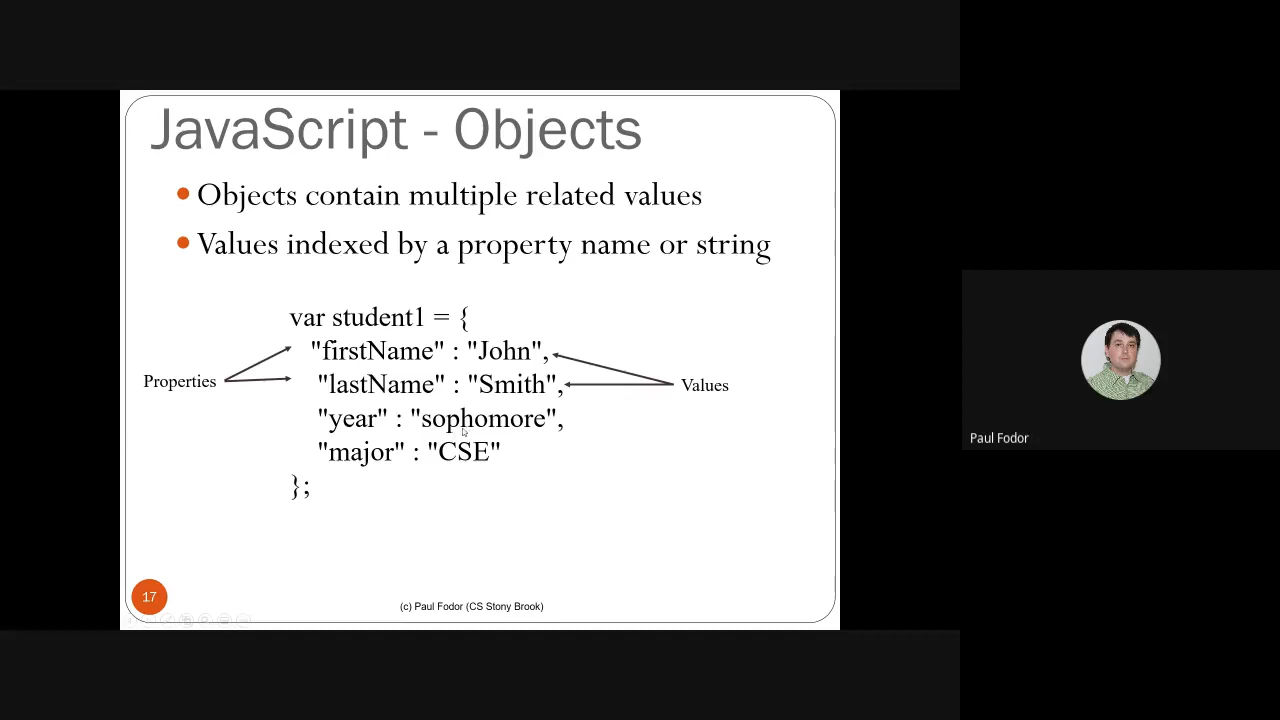 JavaScript - Objects
Objects contain multiple related values
Values indexed by a property name or string
var student1 = {
"firstName" : "John",
"lastName" : "Smith",
"year" : "sophomore",
"major" : "CSE"
};
Properties
Values
17
(c) Paul Fodor (CS Stony Brook)
Paul Fodor